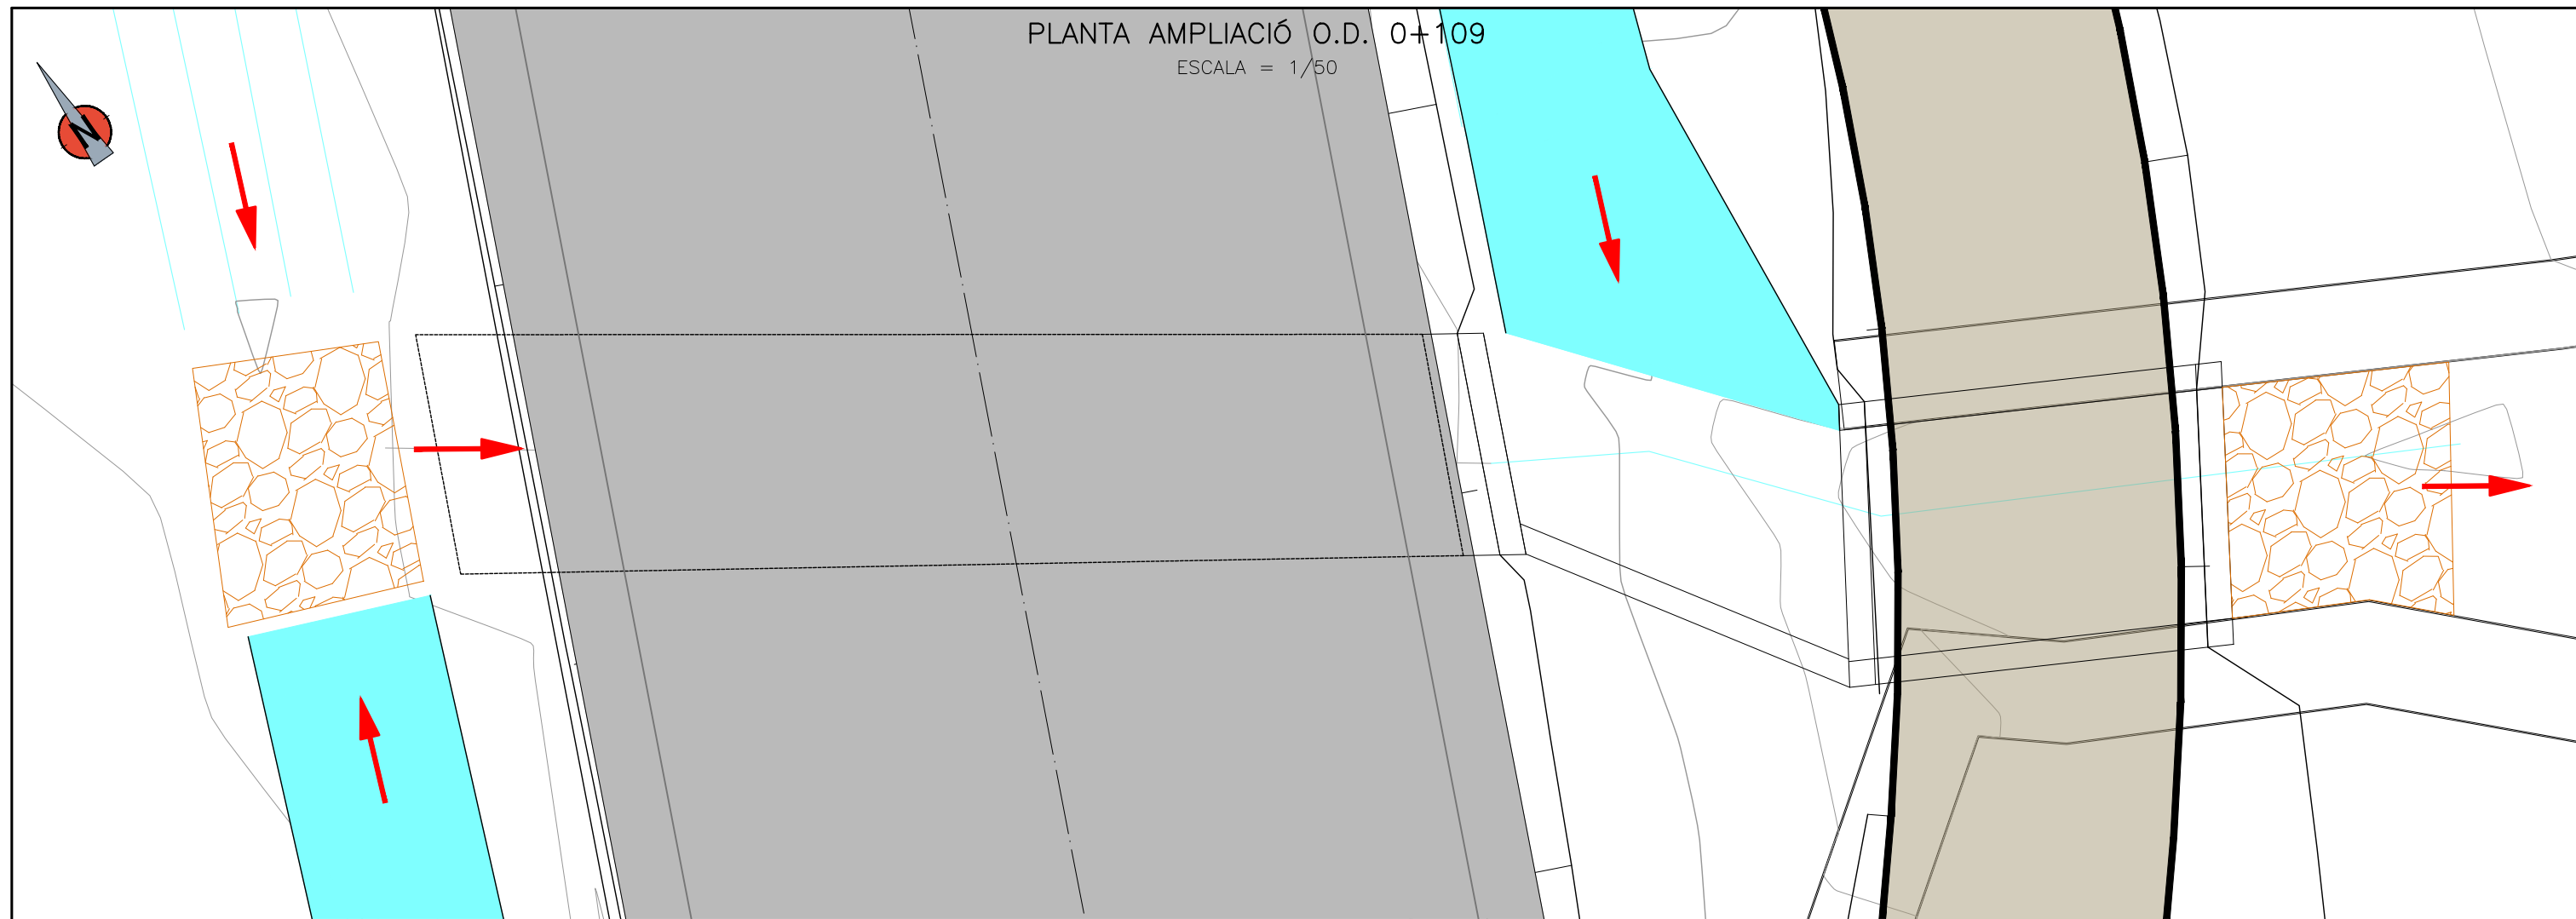 PLANTA AMPLIACIÓ O.D. 0+109
ESCALA = 1/50
N